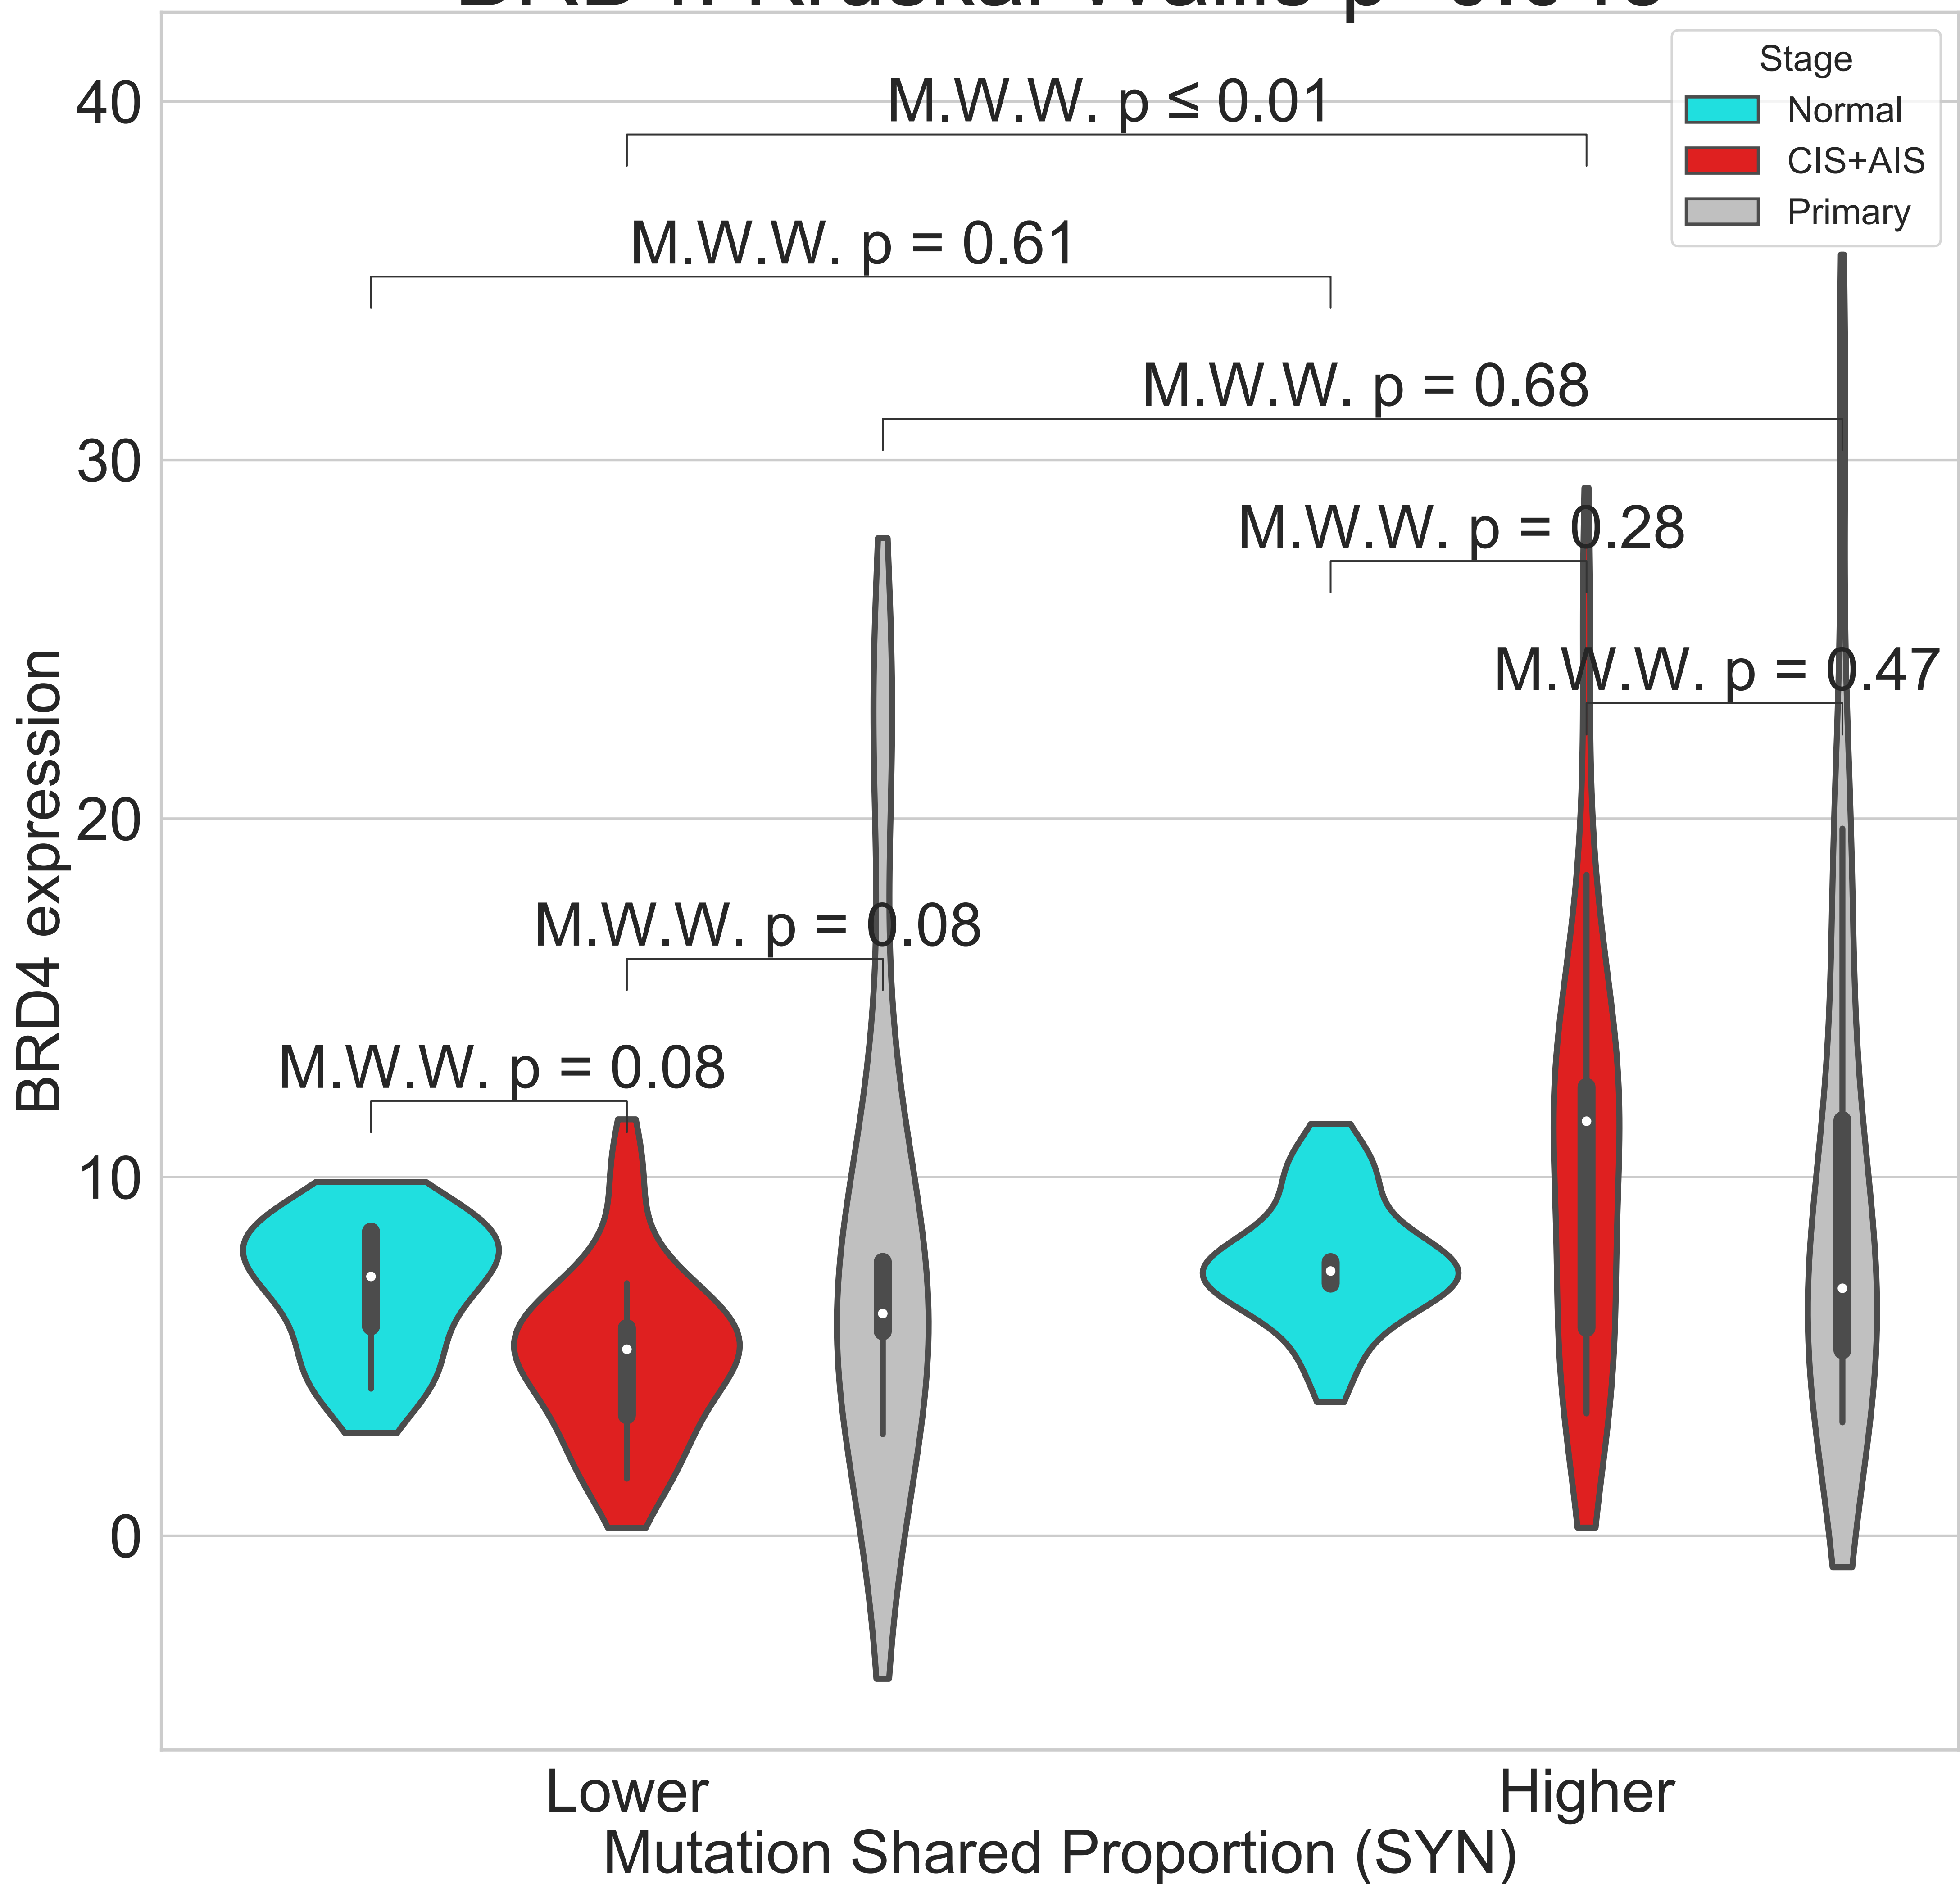 Stage
Normal
CIS+AIS
Primary
M.W.W. p ≤ 0.01
M.W.W. p = 0.61
M.W.W. p = 0.68
M.W.W. p = 0.28
M.W.W. p = 0.47
M.W.W. p = 0.08
M.W.W. p = 0.08
40
30
20
10
0
BRD4 expression
Lower
Higher
Mutation Shared Proportion (SYN)